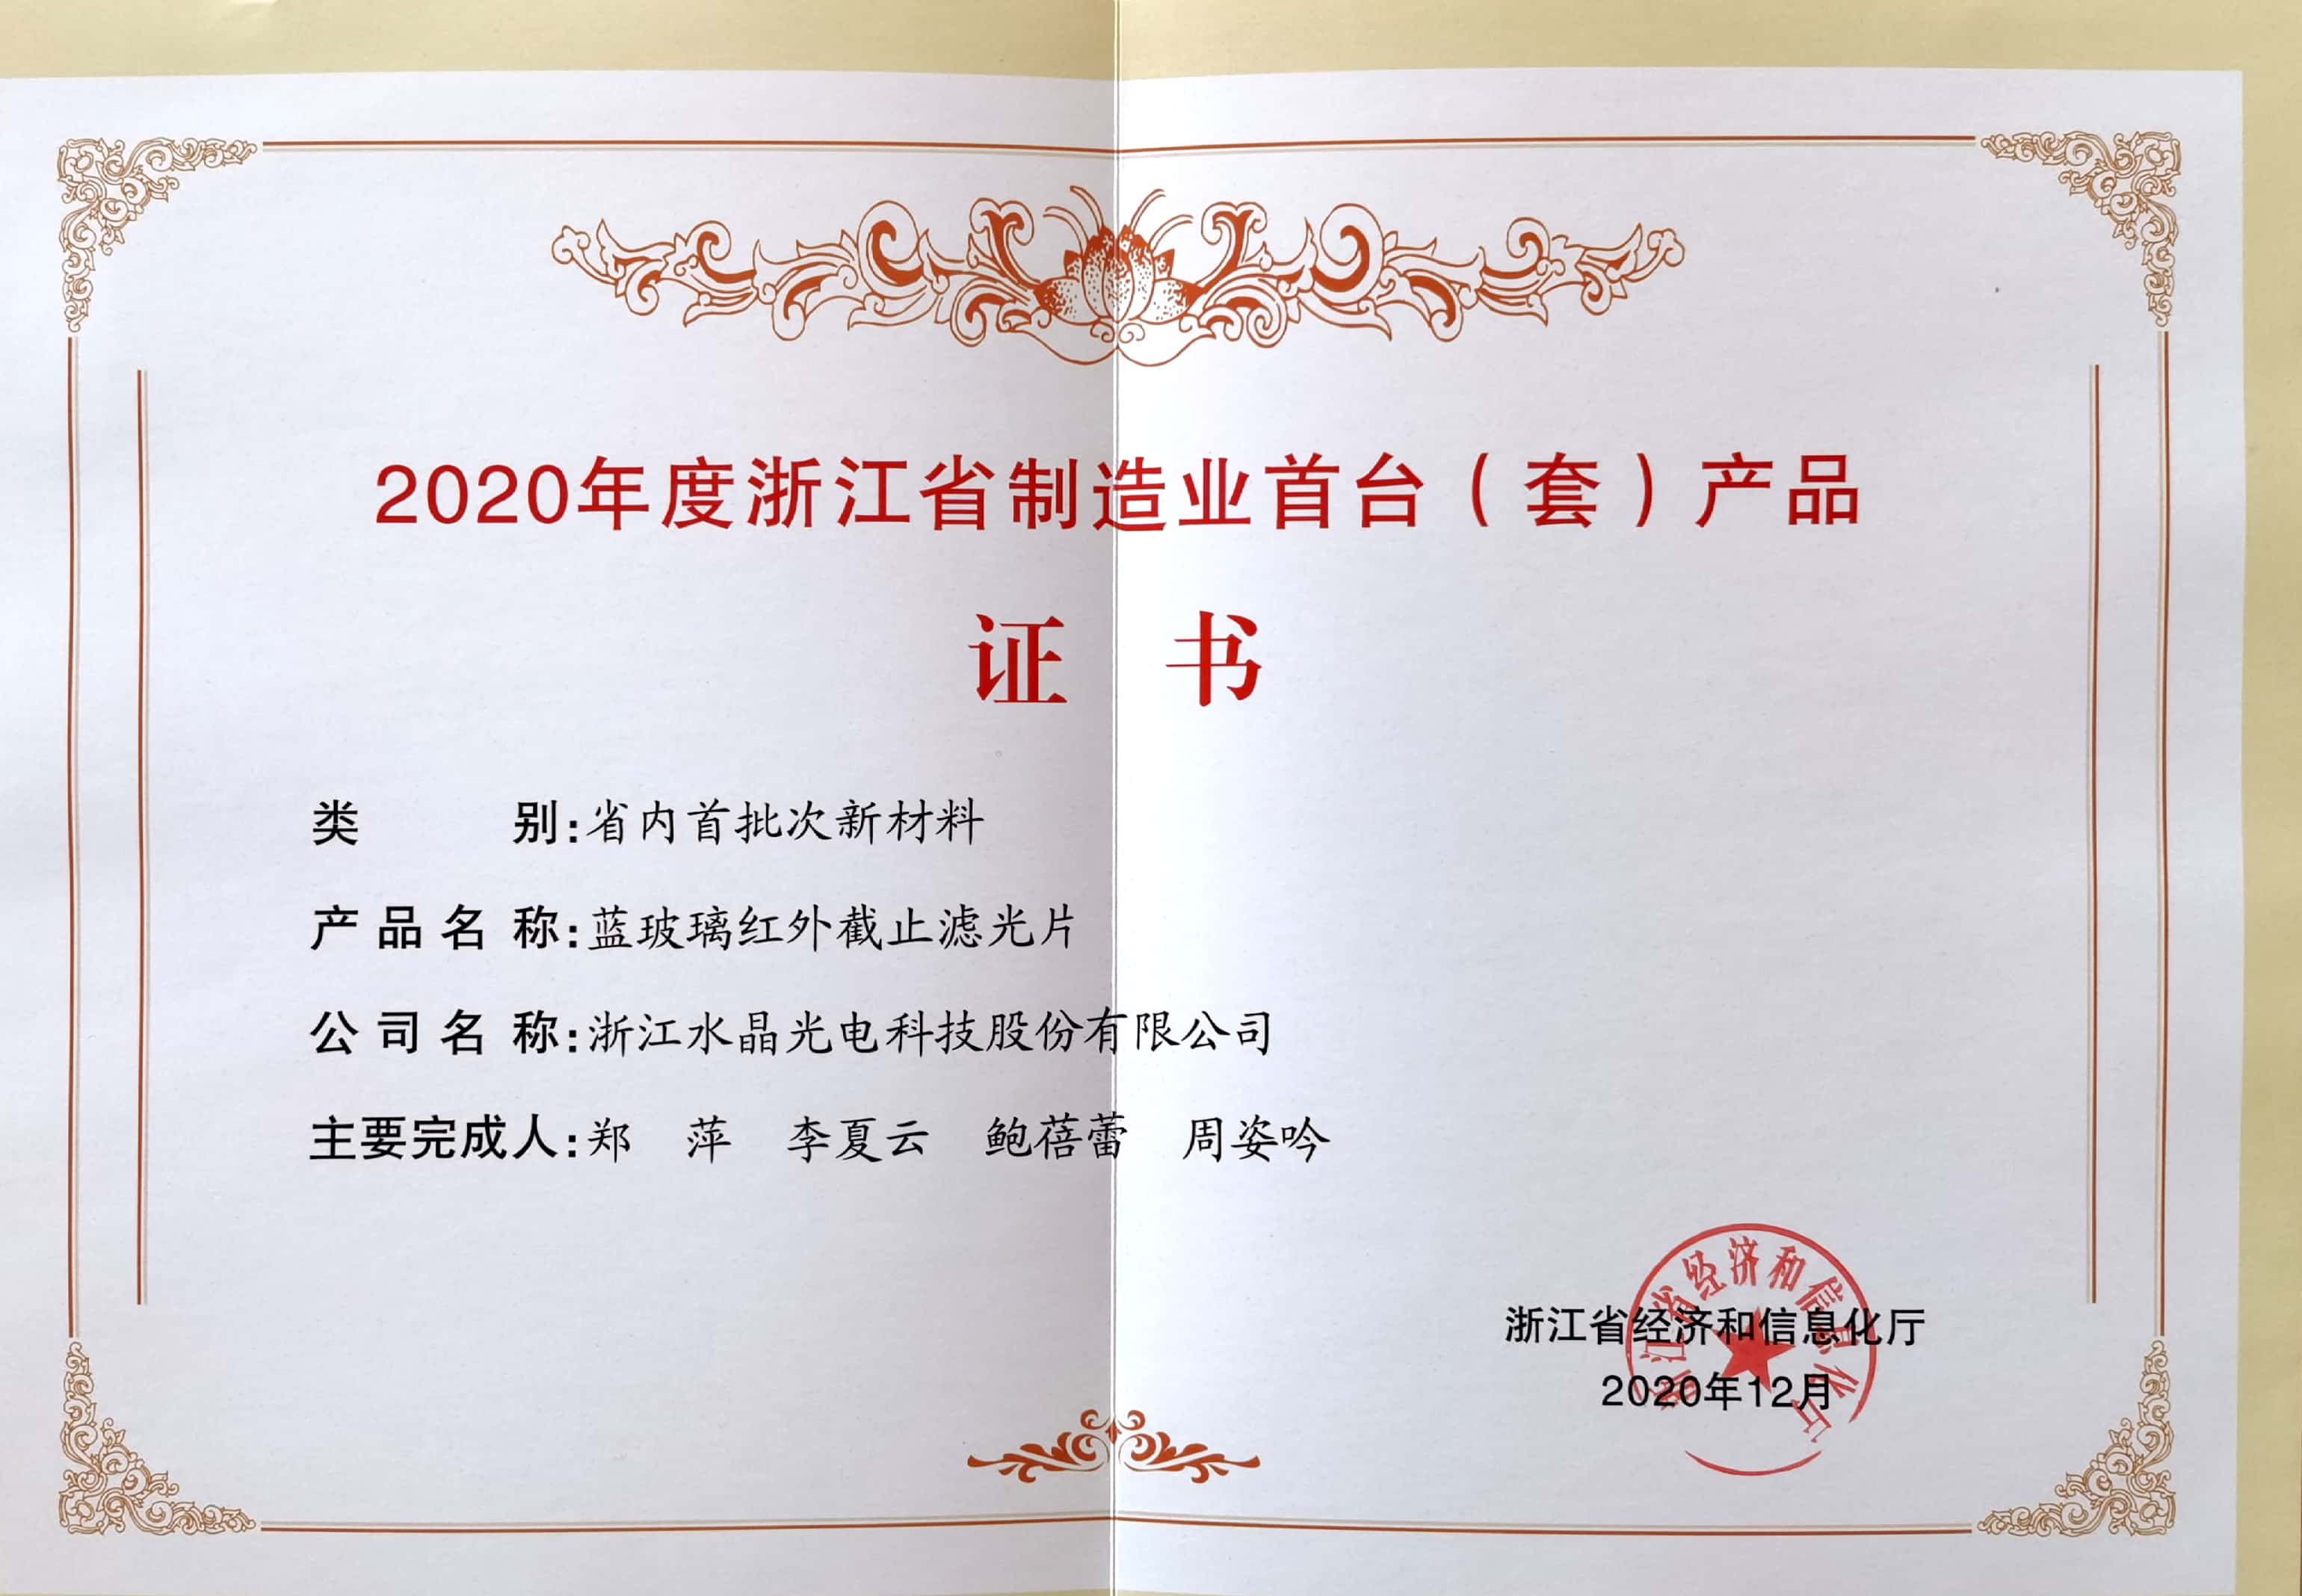 2020年度浙江省制造业首台（套）产品
证 书
类 别：省内首批次新材料
产品名称：蓝玻璃红外截止滤光片
公司名称：浙江水晶光电科技股份有限公司
主要完成人：郑 萍 李夏云 鲍蓓蕾 周姿吟
浙江省经济和信息化厅
2020年12月
浙江省经济和信息化厅